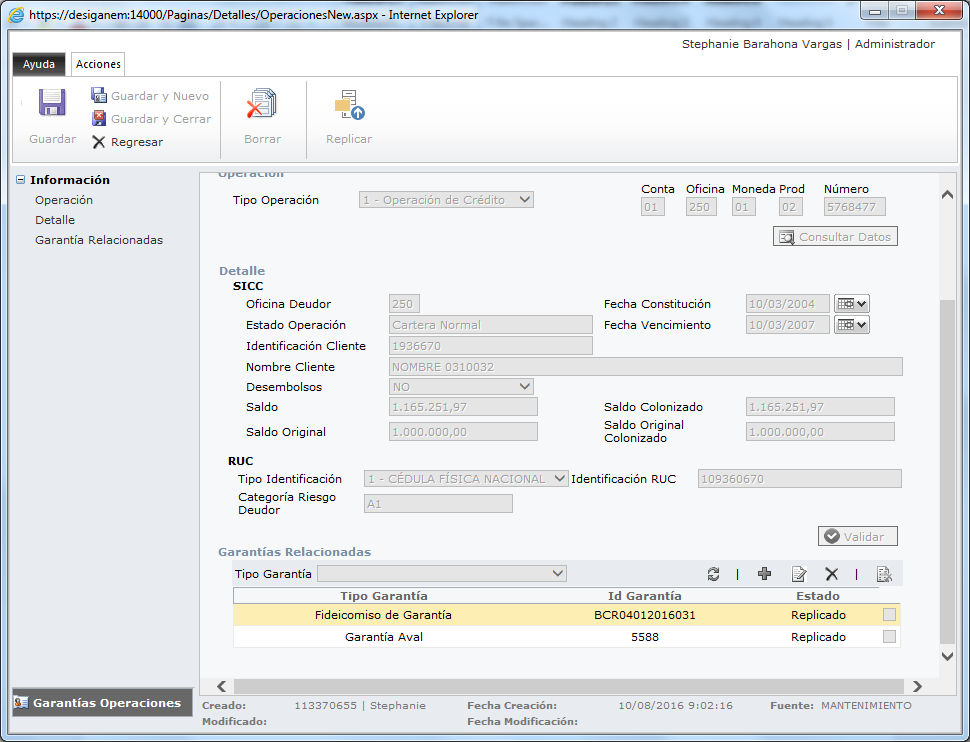 https://desiganem:14000/Paginas/Detalles/OperacionesNew.aspx - Internet Explorer
Stephanie Barahona Vargas | Administrador
Ayuda Acciones
Guardar
Guardar y Nuevo
Guardar y Cerrar
Regresar
Borrar
Replicar
Información
Operación
Detalle
Garantía Relacionadas
Garantías Operaciones
Operación
Conta Oficina Moneda Prod Número
Tipo Operación 1 - Operación de Crédito 01 250 01 02 5768477
Consultar Datos
Detalle
SICC
Oficina Deudor 250 Fecha Constitución 10/03/2004
Estado Operación Cartera Normal Fecha Vencimiento 10/03/2007
Identificación Cliente 1936670
Nombre Cliente NOMBRE 0310032
Desembolsos NO
Saldo 1.165.251,97 Saldo Colonizado 1.165.251,97
Saldo Original 1.000.000,00 Saldo Original Colonizado 1.000.000,00
RUC
Tipo Identificación 1 - CÉDULA FÍSICA NACIONAL Identificación RUC 109360670
Categoría Riesgo Deudor A1
Validar
Garantías Relacionadas
Tipo Garantía
Tipo Garantía Id Garantía Estado
Fideicomiso de Garantía BCR04012016031 Replicado
Garantía Aval 5588 Replicado
Creado: 113370655 | Stephanie Fecha Creación: 10/08/2016 9:02:16 Fuente: MANTENIMIENTO
Modificado: Fecha Modificación: